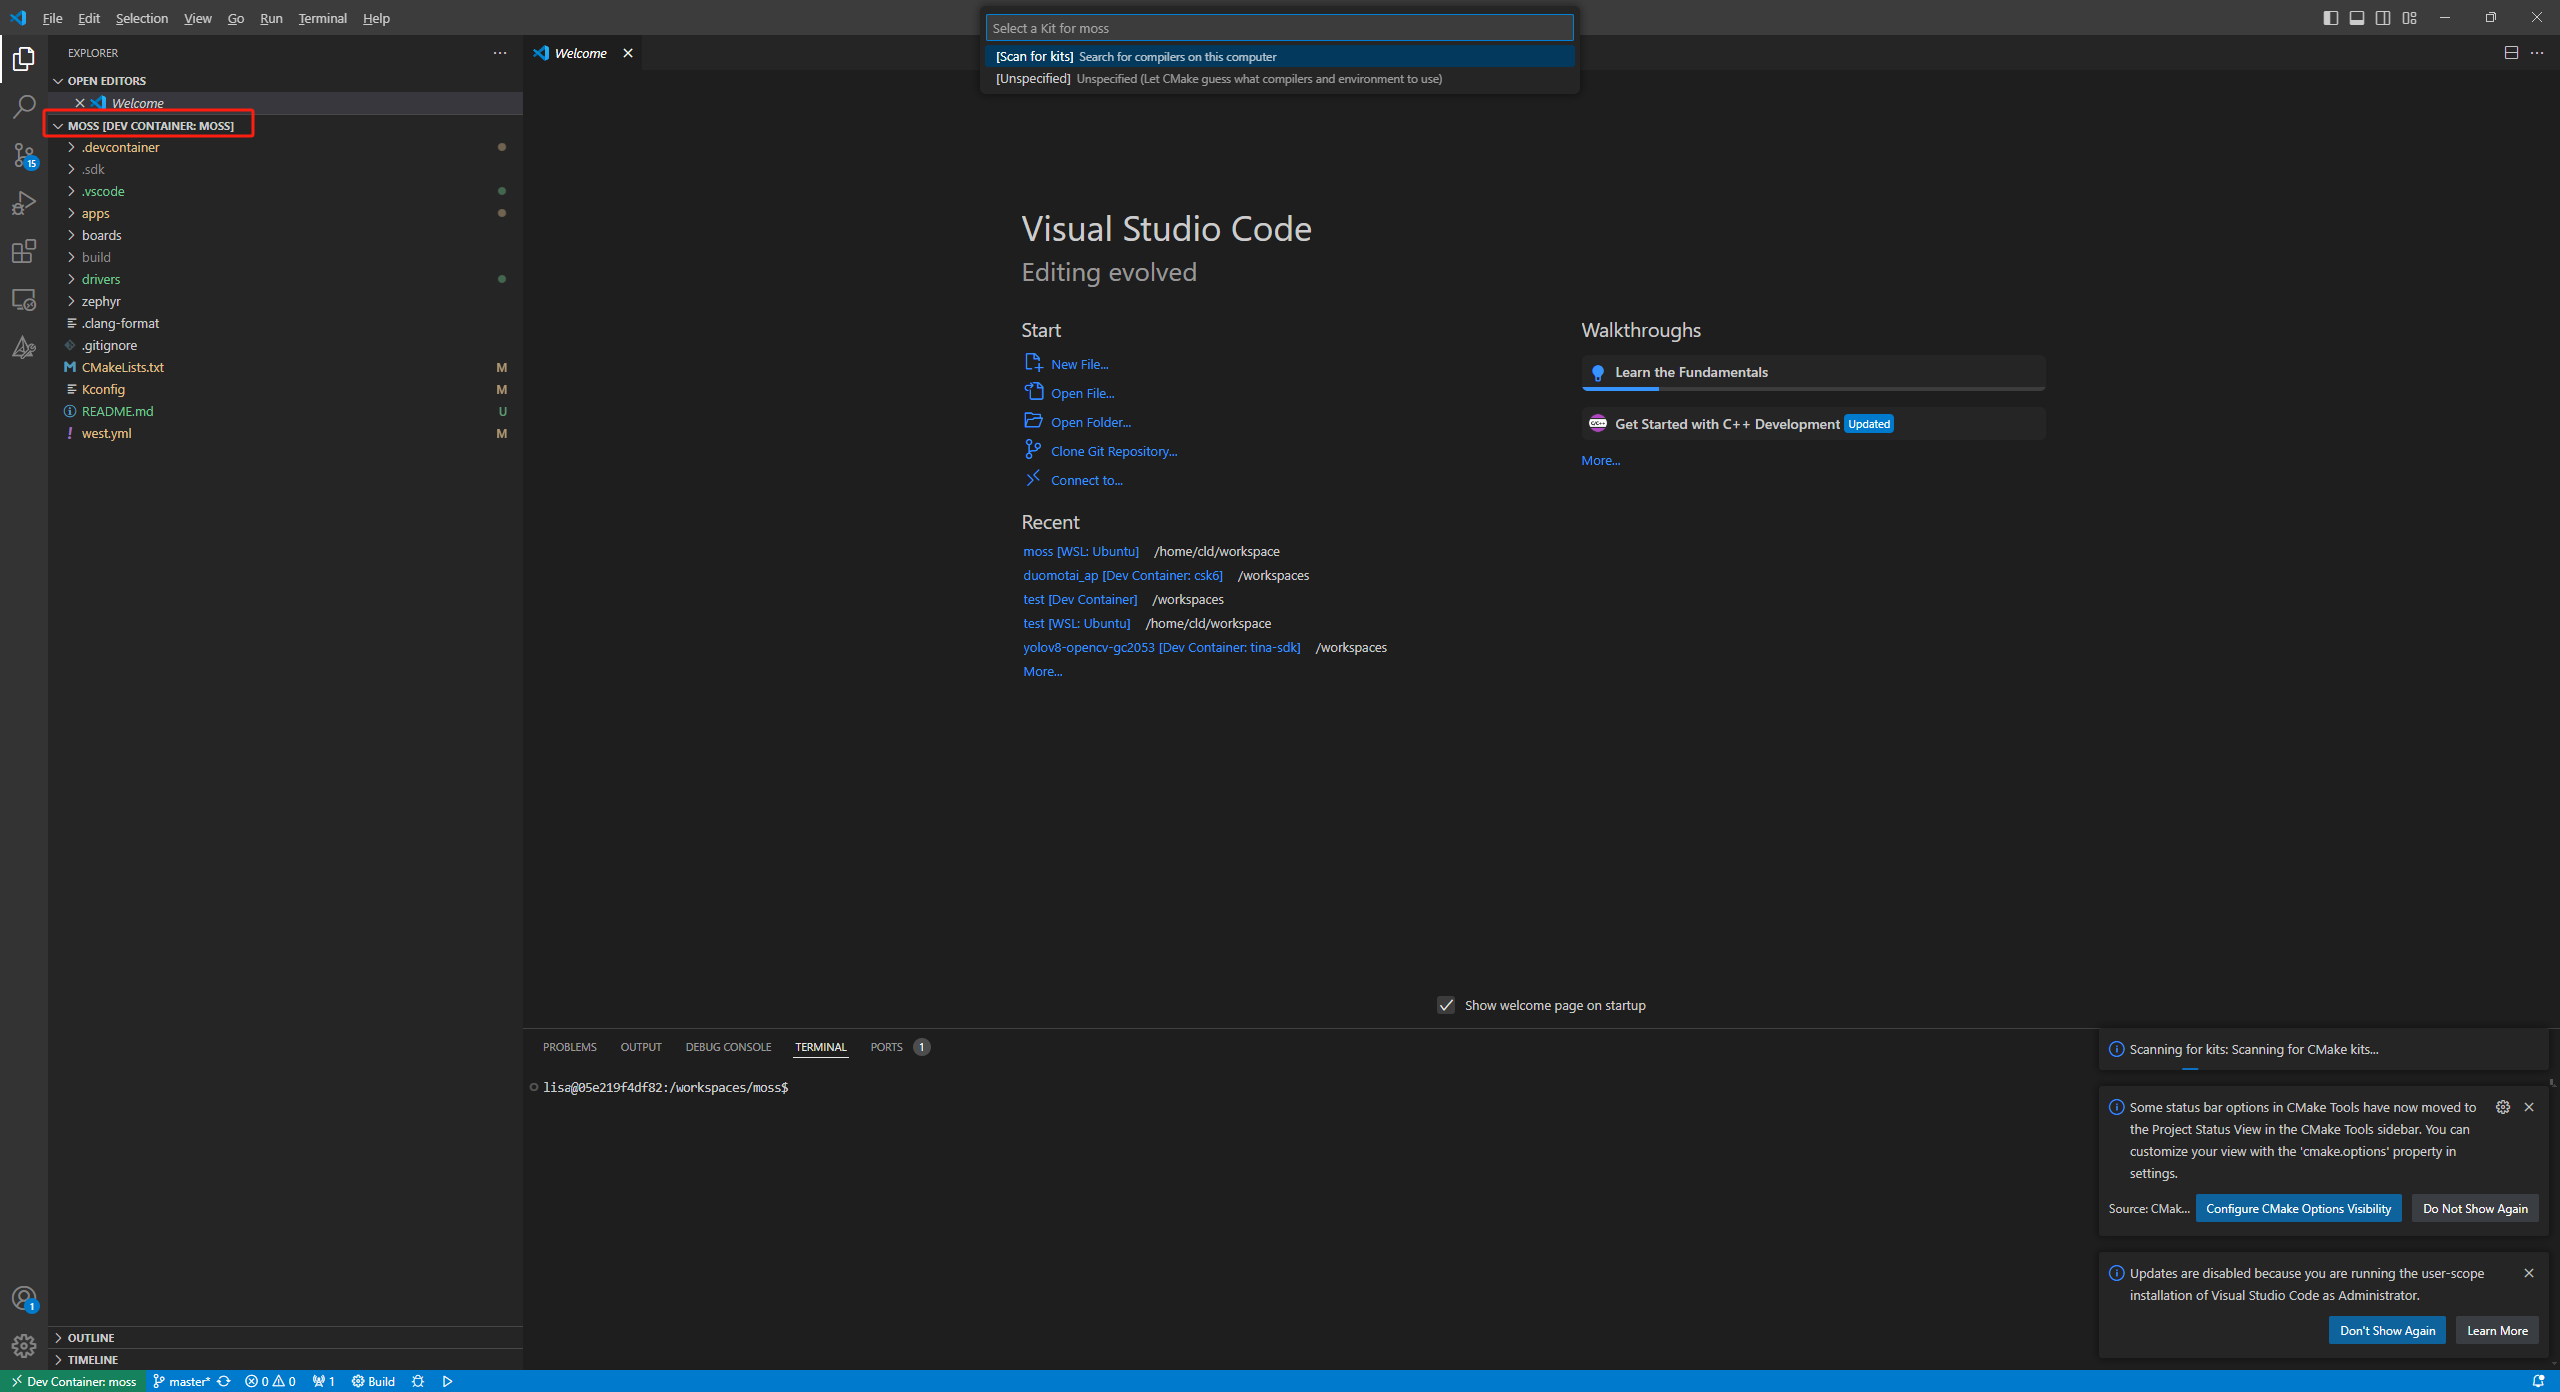 File Edit Selection View Go Run Terminal Help
Select a Kit for moss
[Scan for kits] Search for compilers on this computer
[Unspecified] Unspecified (Let CMake guess what compilers and environment to use)
EXPLORER
OPEN EDITORS
Welcome
MOSS [DEV CONTAINER: MOSS]
.devcontainer
.sdk
.vscode
apps
boards
build
drivers
zephyr
.clang-format
.gitignore
CMakeLists.txt M
Kconfig M
README.md U
west.yml M
15
1
OUTLINE
TIMELINE
Welcome
Visual Studio Code
Editing evolved
Start
New File...
Open File...
Open Folder...
Clone Git Repository...
Connect to...
Recent
moss [WSL: Ubuntu] /home/cld/workspace
duomotai_ap [Dev Container: csk6] /workspaces
test [Dev Container] /workspaces
test [WSL: Ubuntu] /home/cld/workspace
yolov8-opencv-gc2053 [Dev Container: tina-sdk] /workspaces
More...
Walkthroughs
Learn the Fundamentals
Get Started with C++ Development Updated
More...
Show welcome page on startup
PROBLEMS OUTPUT DEBUG CONSOLE TERMINAL PORTS 1
lisa@05e219f4df82:/workspaces/moss$
Scanning for kits: Scanning for CMake kits...
Some status bar options in CMake Tools have now moved to
the Project Status View in the CMake Tools sidebar. You can
customize your view with the 'cmake.options' property in
settings.
Source: CMak... Configure CMake Options Visibility Do Not Show Again
Updates are disabled because you are running the user-scope
installation of Visual Studio Code as Administrator.
Don't Show Again Learn More
Dev Container: moss master* 0 0 1 Build